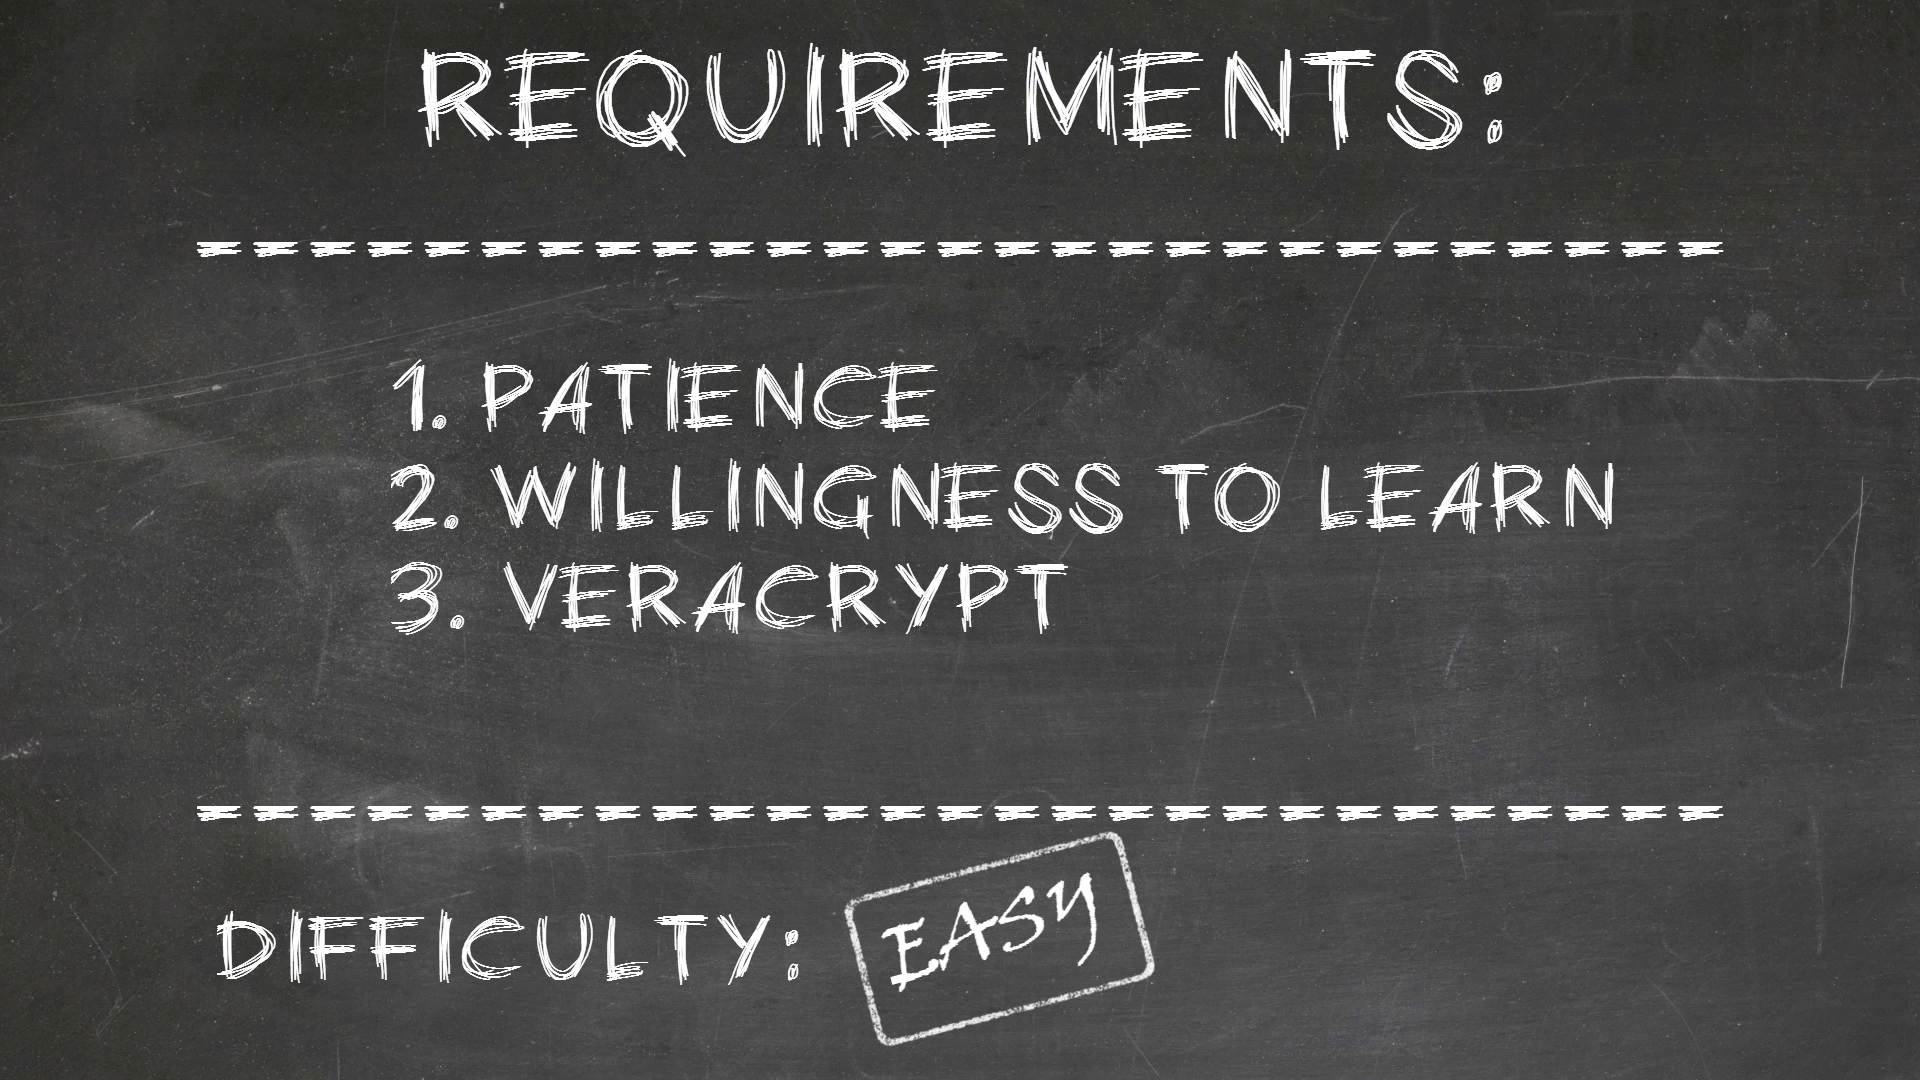 REQUIREMENTS:
1. PATIENCE
2. WILLINGNESS TO LEARN
3. VERACRYPT
DIFFICULTY: EASY